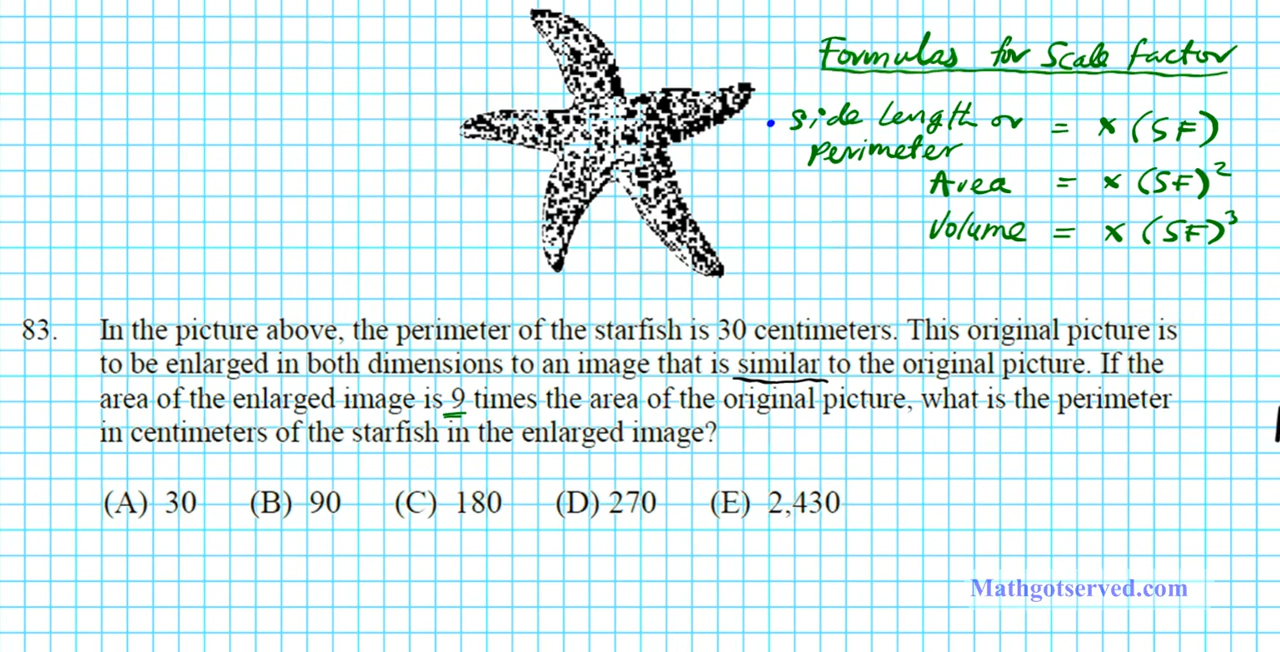 Formulas for Scale factor
• Side length or = x (SF)
perimeter
Area = x (SF)²
Volume = x (SF)³
83. In the picture above, the perimeter of the starfish is 30 centimeters. This original picture is
to be enlarged in both dimensions to an image that is similar to the original picture. If the
area of the enlarged image is 9 times the area of the original picture, what is the perimeter
in centimeters of the starfish in the enlarged image?
(A) 30 (B) 90 (C) 180 (D) 270 (E) 2,430
Mathgotserved.com